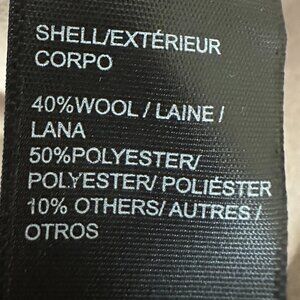 SHELL/EXTÉRIEUR
CORPO
40%WOOL / LAINE /
LANA
50%POLYESTER/
POLYESTER/ POLIÉSTER
10% OTHERS/ AUTRES /
OTROS